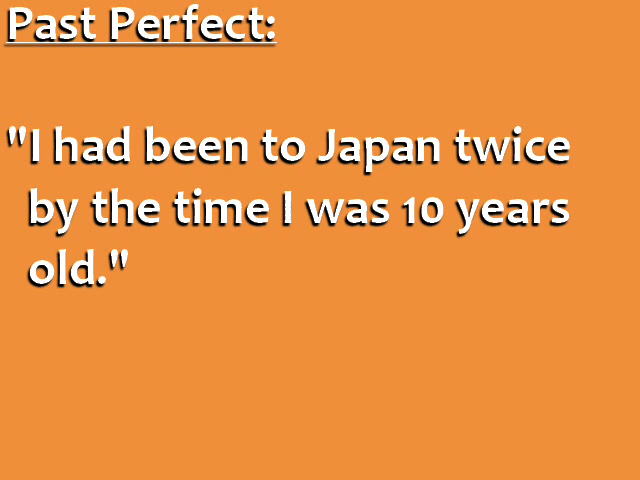 Past Perfect:
"I had been to Japan twice
by the time I was 10 years
old."